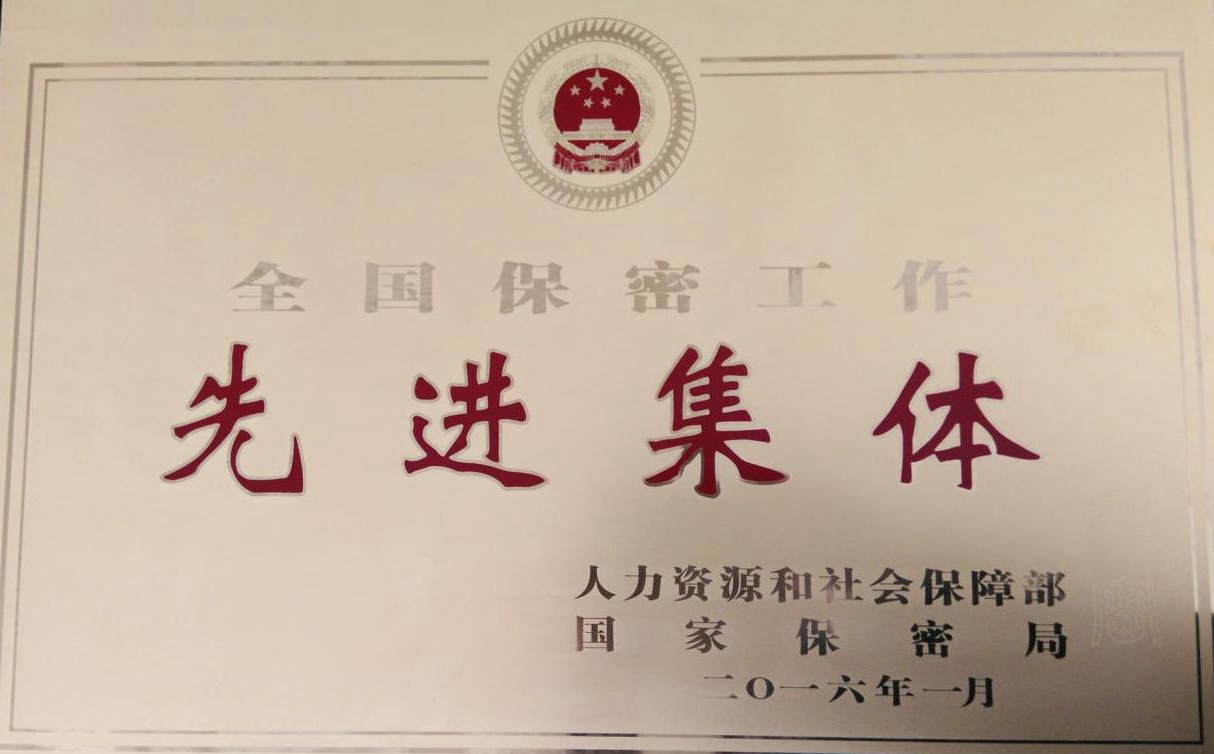 全国保密工作
先进集体
人力资源和社会保障部
国家保密局
二〇一六年一月